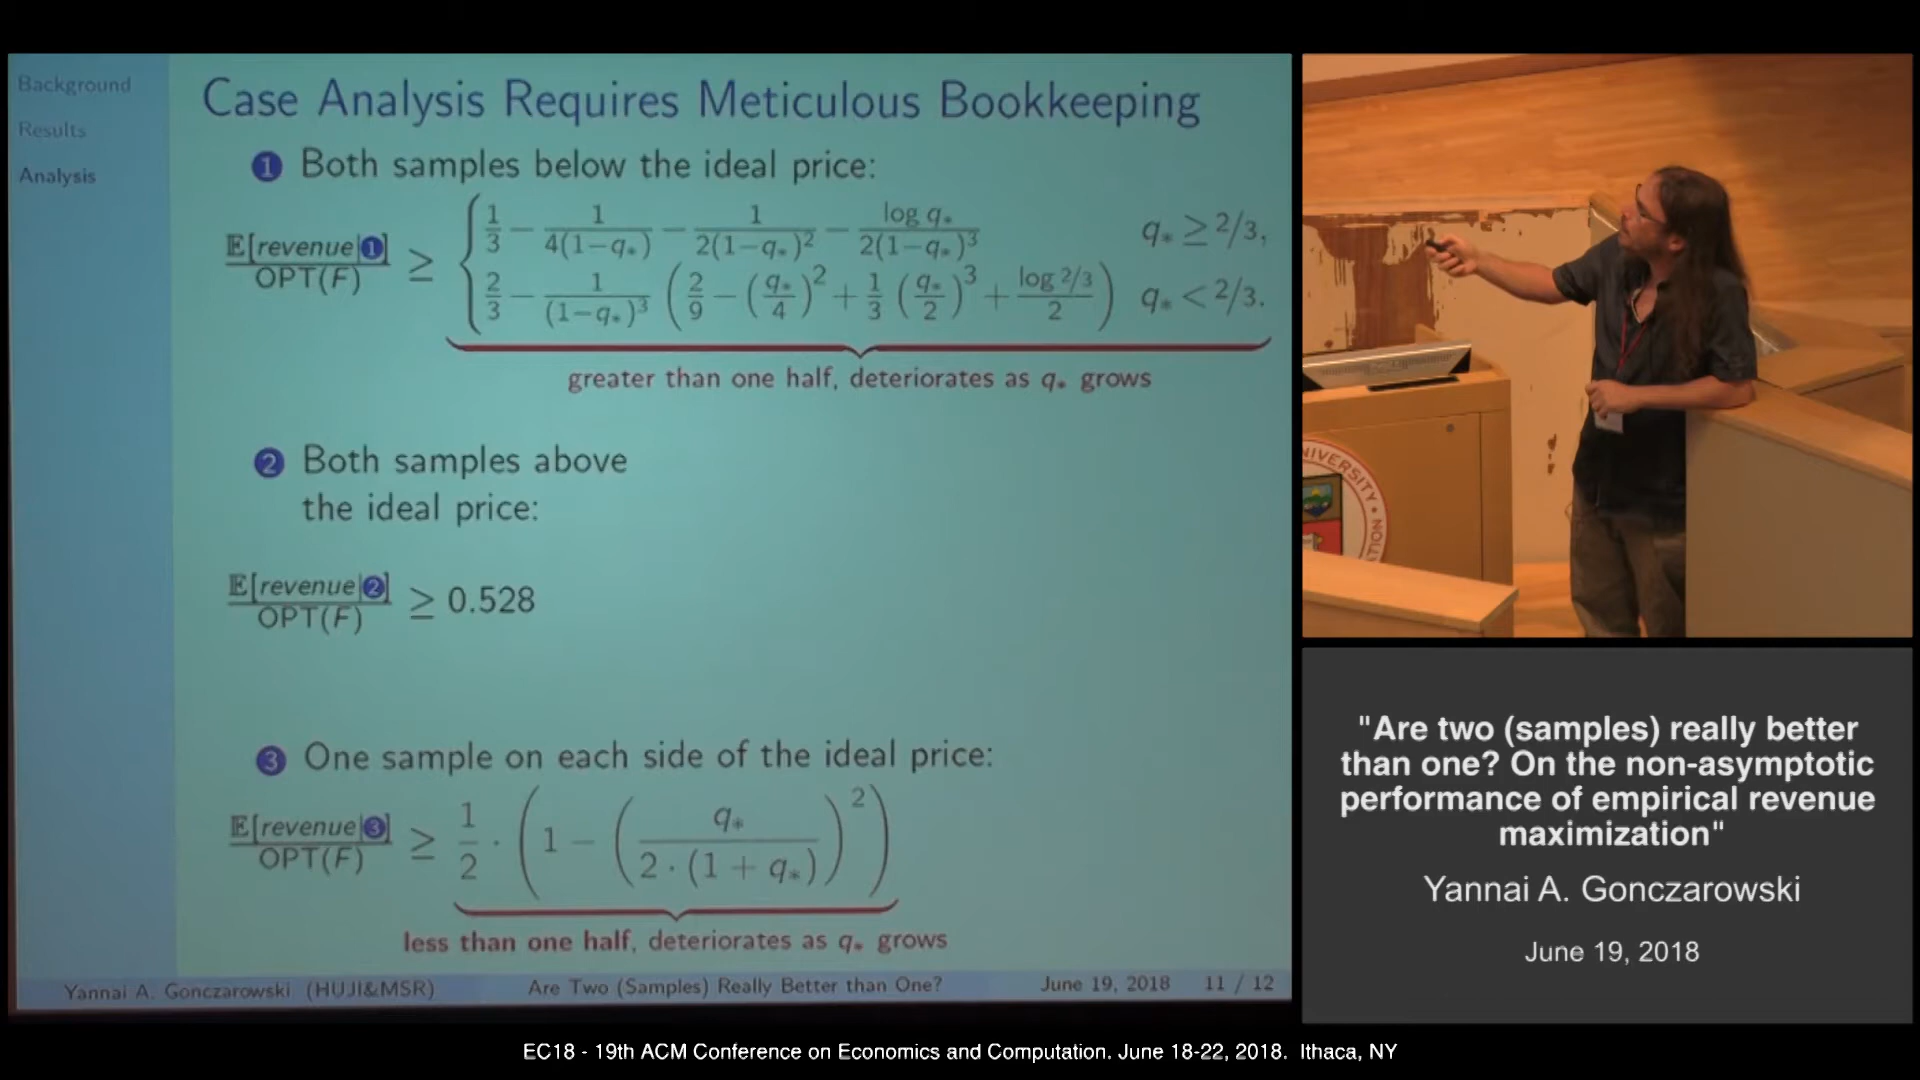 Background
Results
Analysis
Case Analysis Requires Meticulous Bookkeeping
1 Both samples below the ideal price:
E[revenue|1] / OPT(F) ≥ { 1/3 − 1/(4(1−q*)) − 1/(2(1−q*)^2) − log q*/(2(1−q*)^3)   q* ≥ 2/3,
2/3 − 1/(1−q*)^3 (2/9 − (q*/4)^2 + 1/3 (q*/2)^3 + log 2/3 / 2)   q* < 2/3.
greater than one half, deteriorates as q* grows
2 Both samples above
the ideal price:
E[revenue|2] / OPT(F) ≥ 0.528
3 One sample on each side of the ideal price:
E[revenue|3] / OPT(F) ≥ 1/2 · (1 − (q* / (2 · (1 + q*)))^2)
less than one half, deteriorates as q* grows
Yannai A. Gonczarowski (HUJI&MSR) Are Two (Samples) Really Better than One? June 19, 2018 11 / 12
NIVERSITY • NATION
"Are two (samples) really better
than one? On the non-asymptotic
performance of empirical revenue
maximization"
Yannai A. Gonczarowski
June 19, 2018
EC18 - 19th ACM Conference on Economics and Computation. June 18-22, 2018. Ithaca, NY